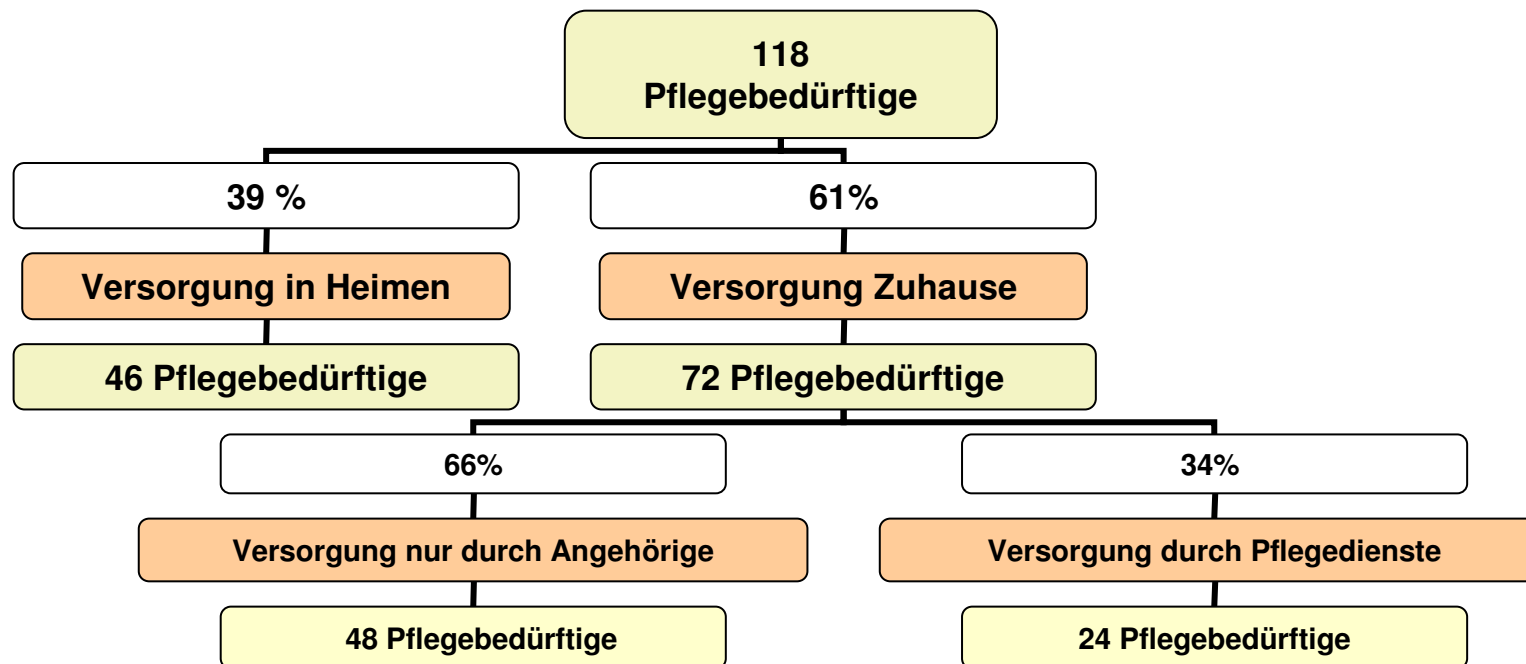 118
Pflegebedürftige
39 %
61%
Versorgung in Heimen
Versorgung Zuhause
46 Pflegebedürftige
72 Pflegebedürftige
66%
34%
Versorgung nur durch Angehörige
Versorgung durch Pflegedienste
48 Pflegebedürftige
24 Pflegebedürftige